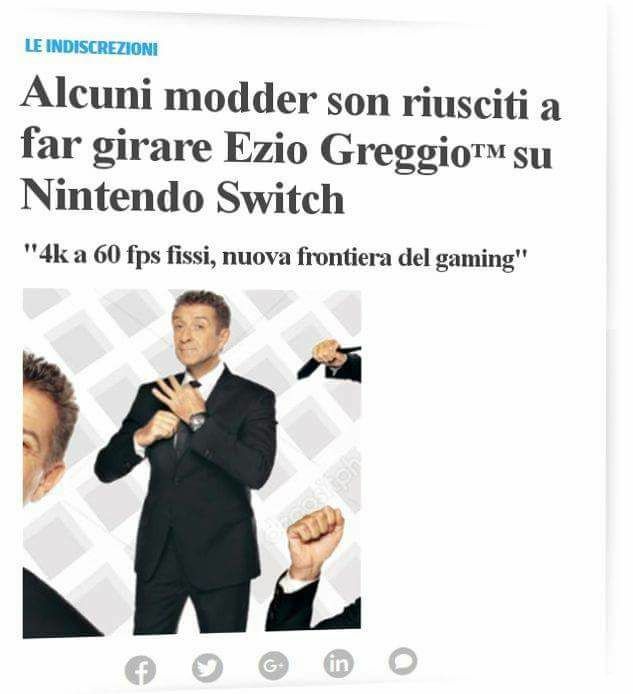 LE INDISCREZIONI
Alcuni modder son riusciti a
far girare Ezio Greggio™ su
Nintendo Switch
"4k a 60 fps fissi, nuova frontiera del gaming"
f
G+
in